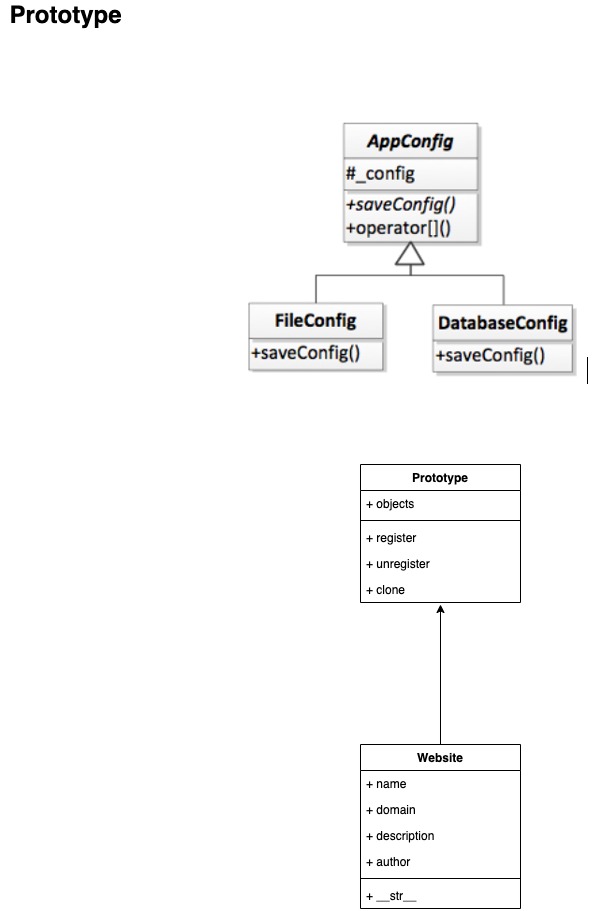 Prototype
AppConfig
#_config
+saveConfig()
+operator[]()
FileConfig
+saveConfig()
DatabaseConfig
+saveConfig()
Prototype
+ objects
+ register
+ unregister
+ clone
Website
+ name
+ domain
+ description
+ author
+ __str__